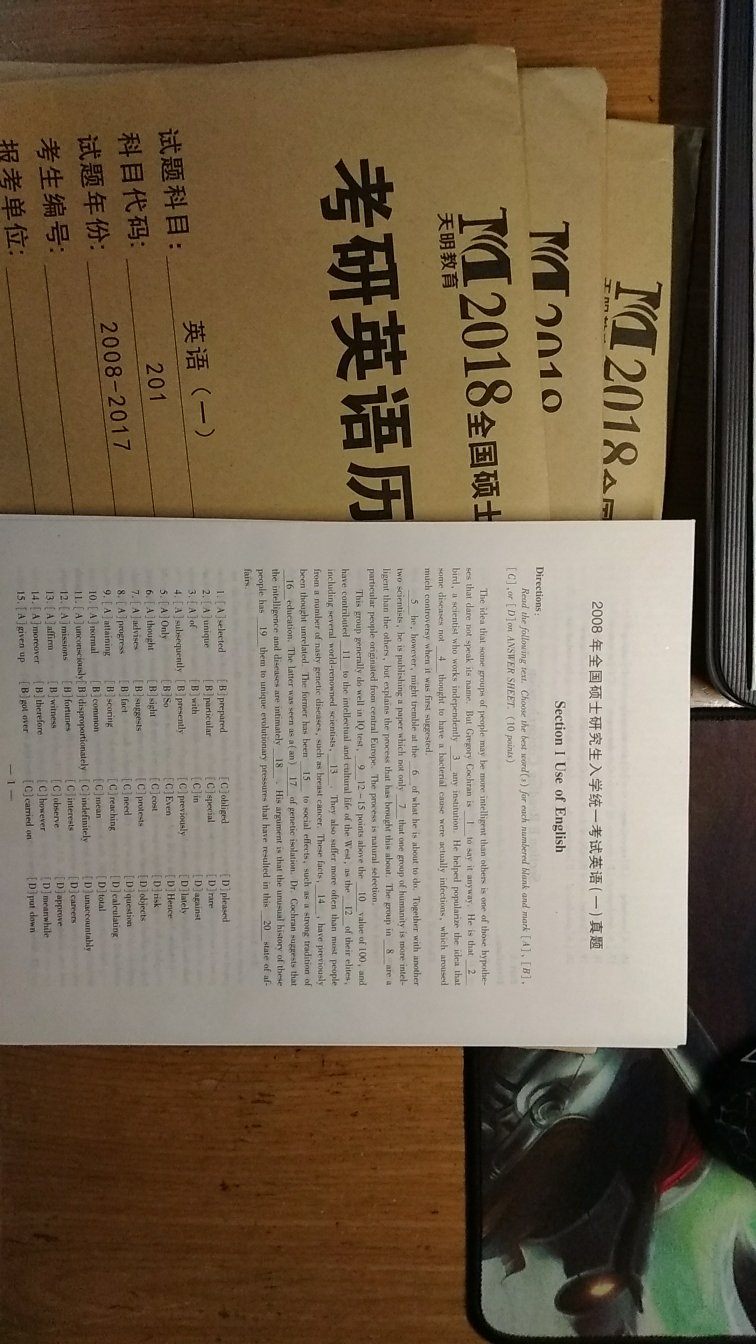 天明教育
2018全国
M 2018
天明教育
2018全国硕士
考研英语历
试题科目: 英语(一)
科目代码: 201
试题年份: 2008-2017
考生编号:
报考单位:
2008年全国硕士研究生入学统一考试英语(一)真题
Section I Use of English
Directions:
Read the following text. Choose the best word(s) for each numbered blank and mark [A], [B],
[C] or [D] on ANSWER SHEET. (10 points)
The idea that some groups of people may be more intelligent than others is one of those hypothe-
ses that dare not speak its name. But Gregory Cochran is 1 to say it anyway. He is that 2
bird, a scientist who works independently 3 any institution. He helped popularize the idea that
some diseases not 4 thought to have a bacterial cause were actually infections, which aroused
much controversy when it was first suggested.
5 he, however, might tremble at the 6 of what he is about to do. Together with another
two scientists, he is publishing a paper which not only 7 that one group of humanity is more intel-
ligent than the others, but explains the process that has brought this about. The group in 8 are a
particular people originated from central Europe. The process is natural selection.
This group generally do well in IQ test, 9 12-15 points above the 10 value of 100, and
have contributed 11 to the intellectual and cultural life of the West, as the 12 of their elites,
including several world-renowned scientists, 13 . They also suffer more often than most people
from a number of nasty genetic diseases, such as breast cancer. These facts, 14 , have previously
been thought unrelated. The former has been 15 to social effects, such as a strong tradition of
16 education. The latter was seen as a(an) 17 of genetic isolation. Dr. Cochran suggests that
the intelligence and diseases are intimately 18 . His argument is that the unusual history of these
people has 19 them to unique evolutionary pressures that have resulted in this 20 state of af-
fairs.
1. [A] selected [B] prepared [C] obliged [D] pleased
2. [A] unique [B] particular [C] special [D] rare
3. [A] of [B] with [C] in [D] against
4. [A] subsequently [B] presently [C] previously [D] lately
5. [A] Only [B] So [C] Even [D] Hence
6. [A] thought [B] sight [C] cost [D] risk
7. [A] advises [B] suggests [C] protests [D] objects
8. [A] progress [B] fact [C] need [D] question
9. [A] attaining [B] scoring [C] reaching [D] calculating
10. [A] normal [B] common [C] mean [D] total
11. [A] unconsciously [B] disproportionately [C] indefinitely [D] unaccountably
12. [A] missions [B] fortunes [C] interests [D] careers
13. [A] affirm [B] witness [C] observe [D] approve
14. [A] moreover [B] therefore [C] however [D] meanwhile
15. [A] given up [B] got over [C] carried on [D] put down
— 1 —